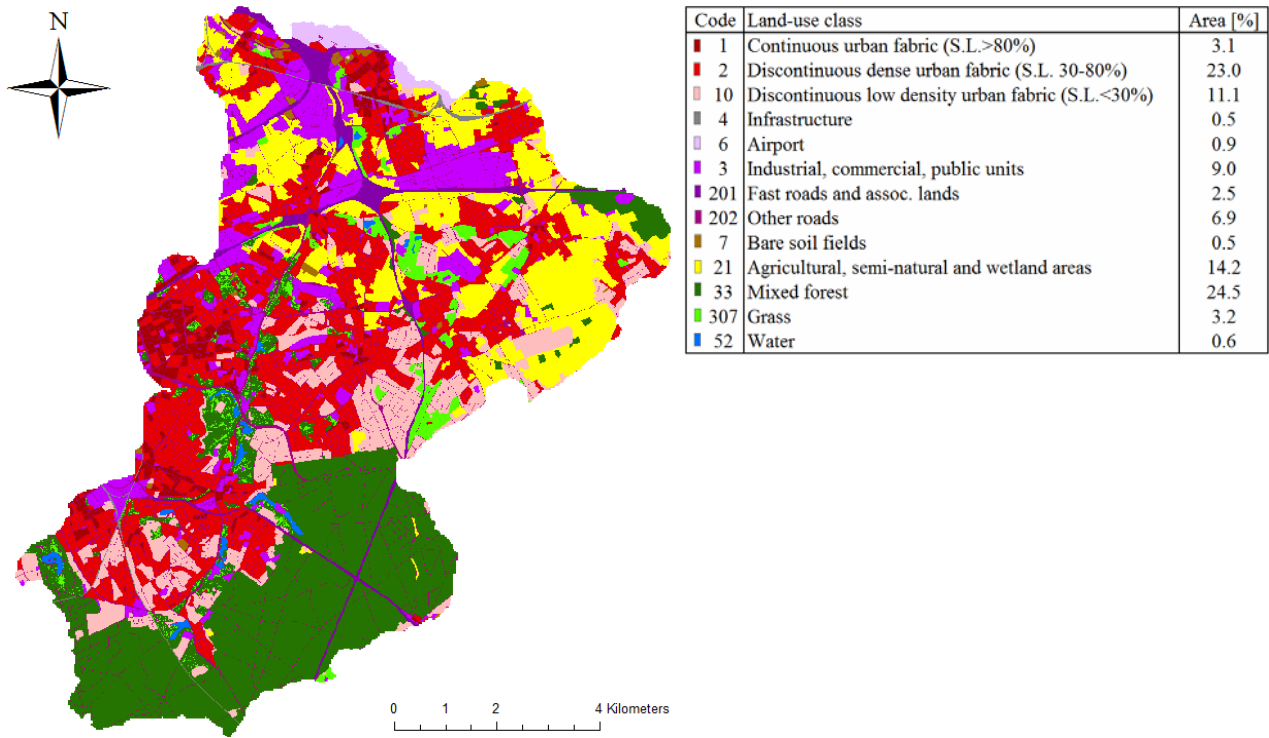 N
Code Land-use class Area [%]
1 Continuous urban fabric (S.L.>80%) 3.1
2 Discontinuous dense urban fabric (S.L. 30-80%) 23.0
10 Discontinuous low density urban fabric (S.L.<30%) 11.1
4 Infrastructure 0.5
6 Airport 0.9
3 Industrial, commercial, public units 9.0
201 Fast roads and assoc. lands 2.5
202 Other roads 6.9
7 Bare soil fields 0.5
21 Agricultural, semi-natural and wetland areas 14.2
33 Mixed forest 24.5
307 Grass 3.2
52 Water 0.6
0 1 2 4 Kilometers